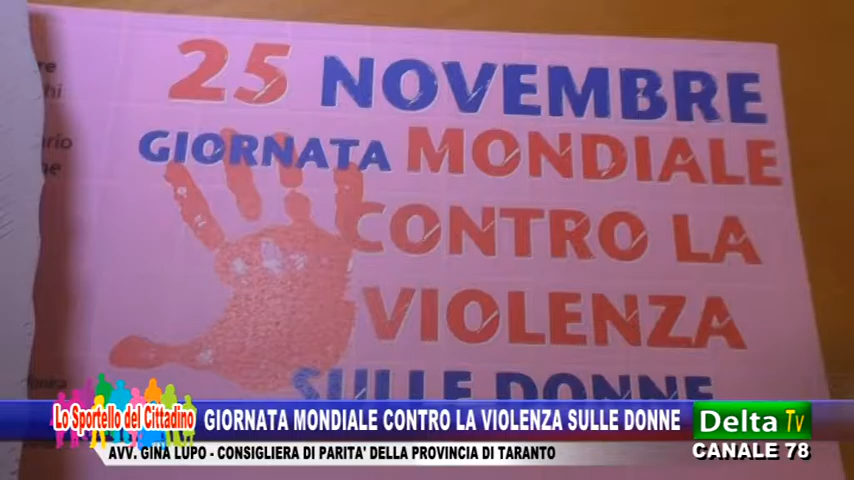 25 NOVEMBRE
GIORNATA MONDIALE
CONTRO LA
VIOLENZA
SULLE DONNE
Lo Sportello del Cittadino
GIORNATA MONDIALE CONTRO LA VIOLENZA SULLE DONNE
Delta Tv
AVV. GINA LUPO - CONSIGLIERA DI PARITA' DELLA PROVINCIA DI TARANTO
CANALE 78